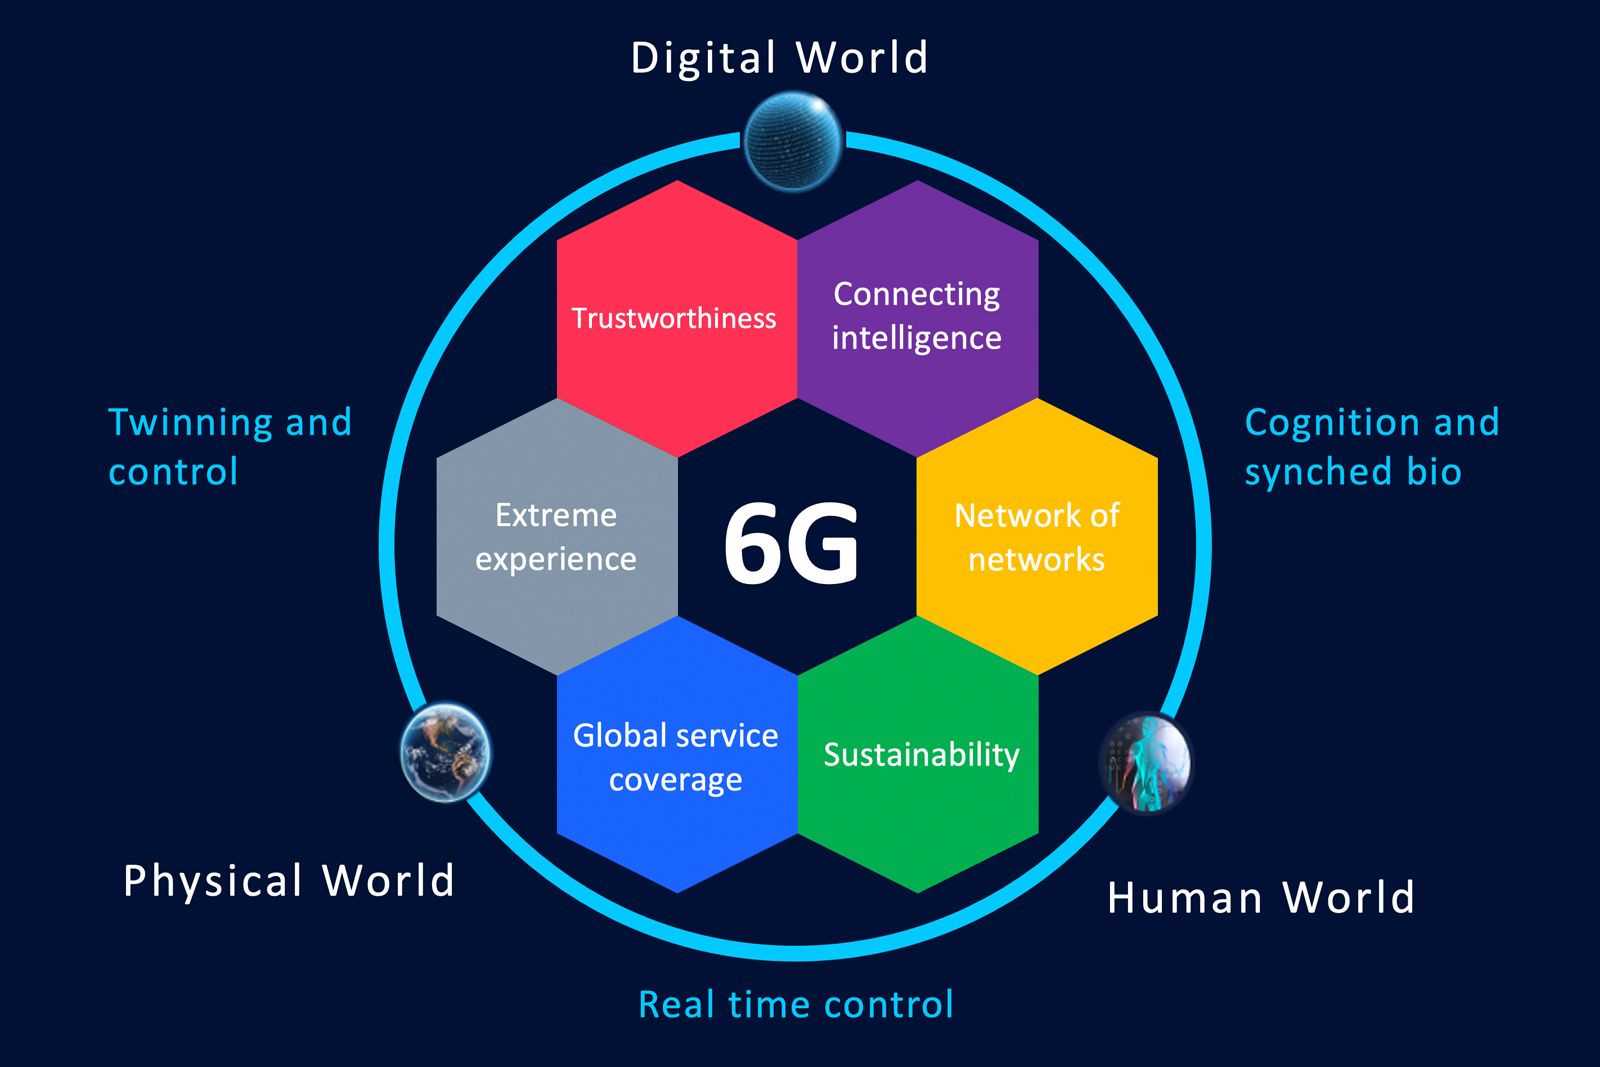 Digital World
Trustworthiness
Connecting
intelligence
Twinning and
control
Cognition and
synched bio
Extreme
experience
6G
Network of
networks
Global service
coverage
Sustainability
Physical World
Human World
Real time control